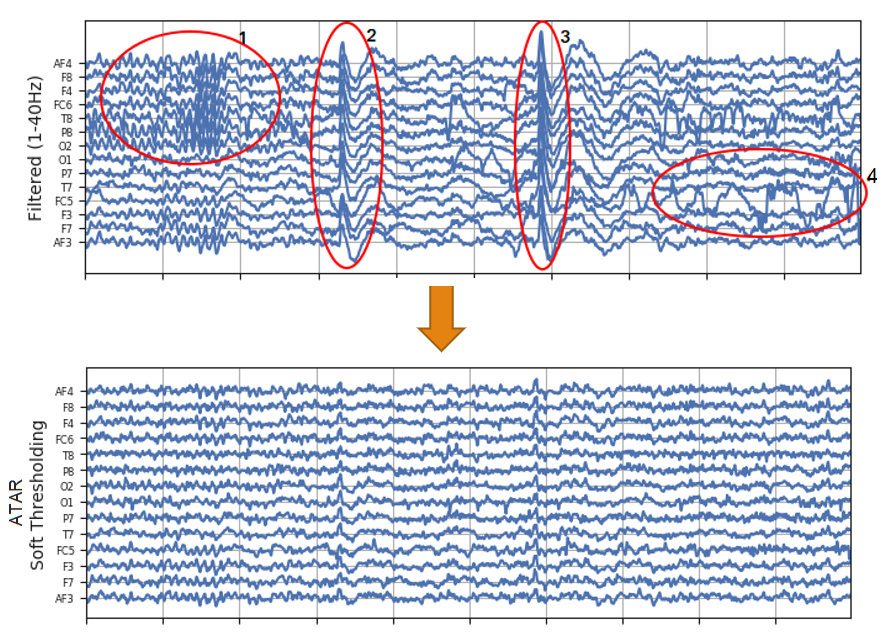 1
2
3
Filtered (1-40Hz)
AF4
F8
F4
FC6
T8
P8
O2
O1
P7
T7
FC5
F3
F7
AF3
4
ATAR
Soft Thresholding
AF4
F8
F4
FC6
T8
P8
O2
O1
P7
T7
FC5
F3
F7
AF3